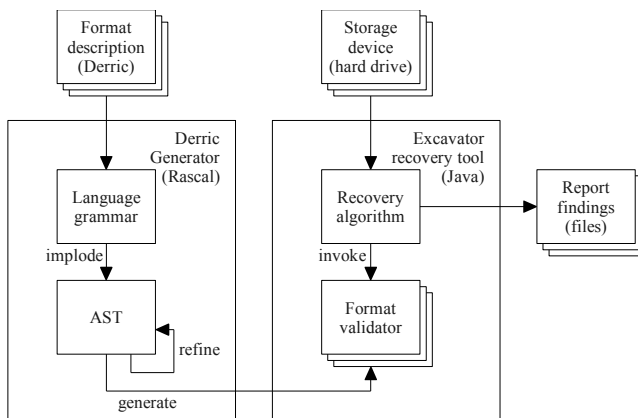 Format
description
(Derric)
Storage
device
(hard drive)
Derric
Generator
(Rascal)
Excavator
recovery tool
(Java)
Language
grammar
Recovery
algorithm
Report
findings
(files)
implode
invoke
AST
Format
validator
refine
generate